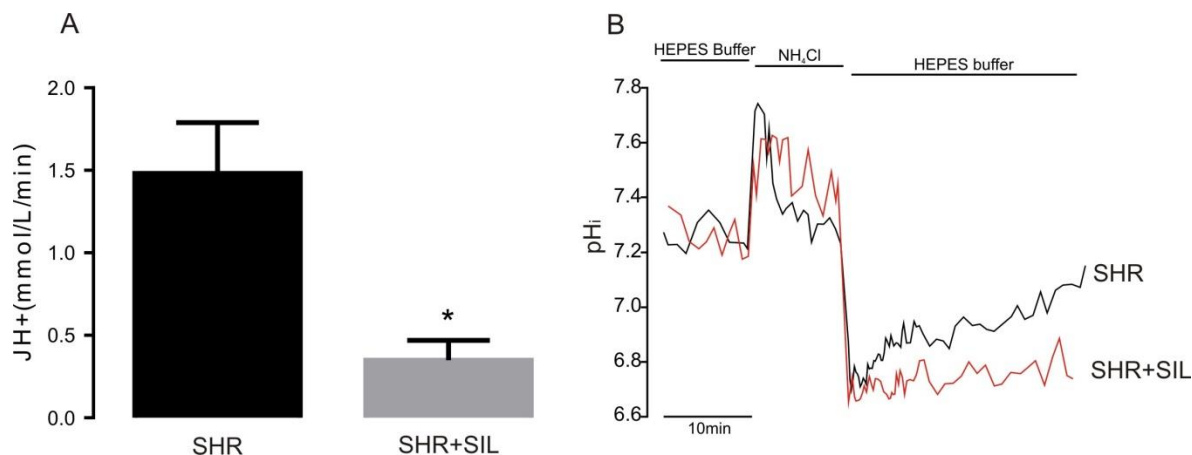 A
JH+(mmol/L/min)
2.0
1.5
1.0
0.5
0.0
*
SHR
SHR+SIL
B
HEPES Buffer
NH₄Cl
HEPES buffer
pHi
7.8
7.6
7.4
7.2
7.0
6.8
6.6
SHR
SHR+SIL
10min